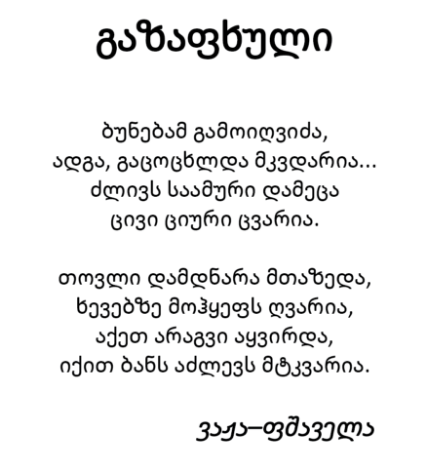 გაზაფხული
ბუნებამ გამოიღვიძა,
ადგა, გაცოცხლდა მკვდარია...
ძლივს საამური დამეცა
ცივი ციური ცვარია.
თოვლი დამდნარა მთაზედა,
ხევებზე მოჰყეფს ღვარია,
აქეთ არაგვი აყვირდა,
იქით ბანს აძლევს მტკვარია.
ვაჟა–ფშაველა